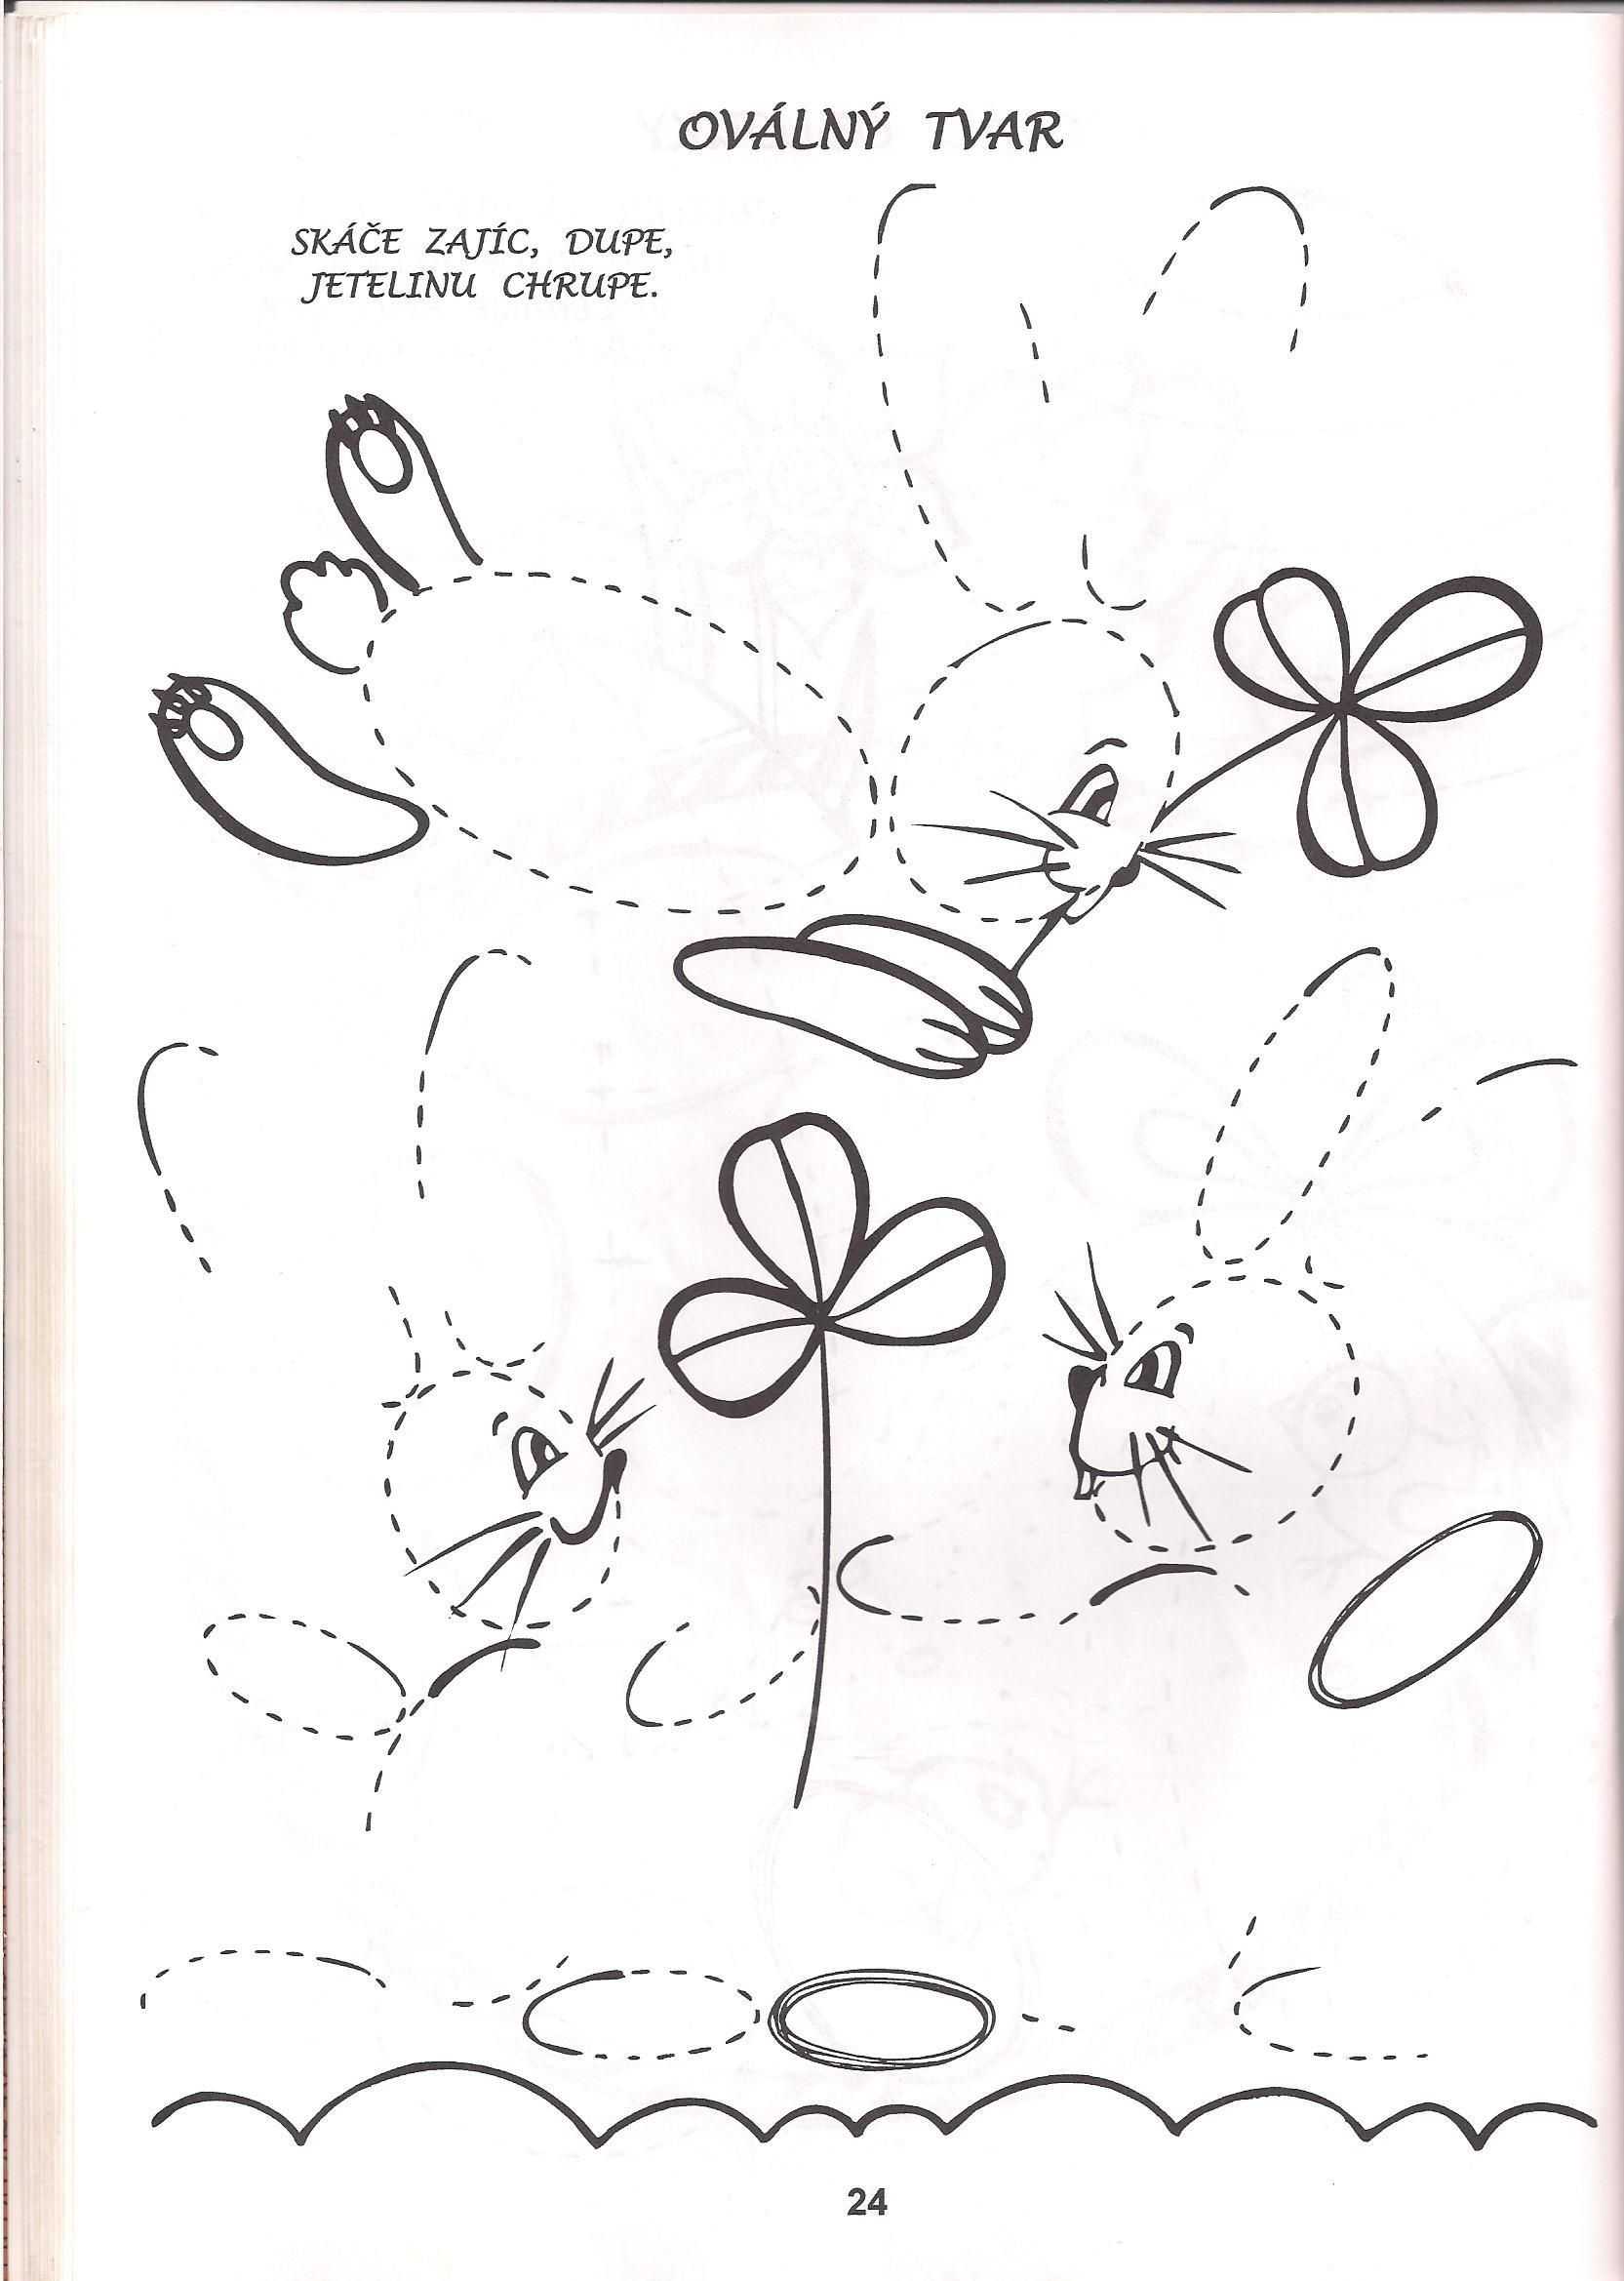 OVÁLNÝ TVAR
SKÁČE ZAJÍC, DUPE,
JETELINU CHRUPE.
24